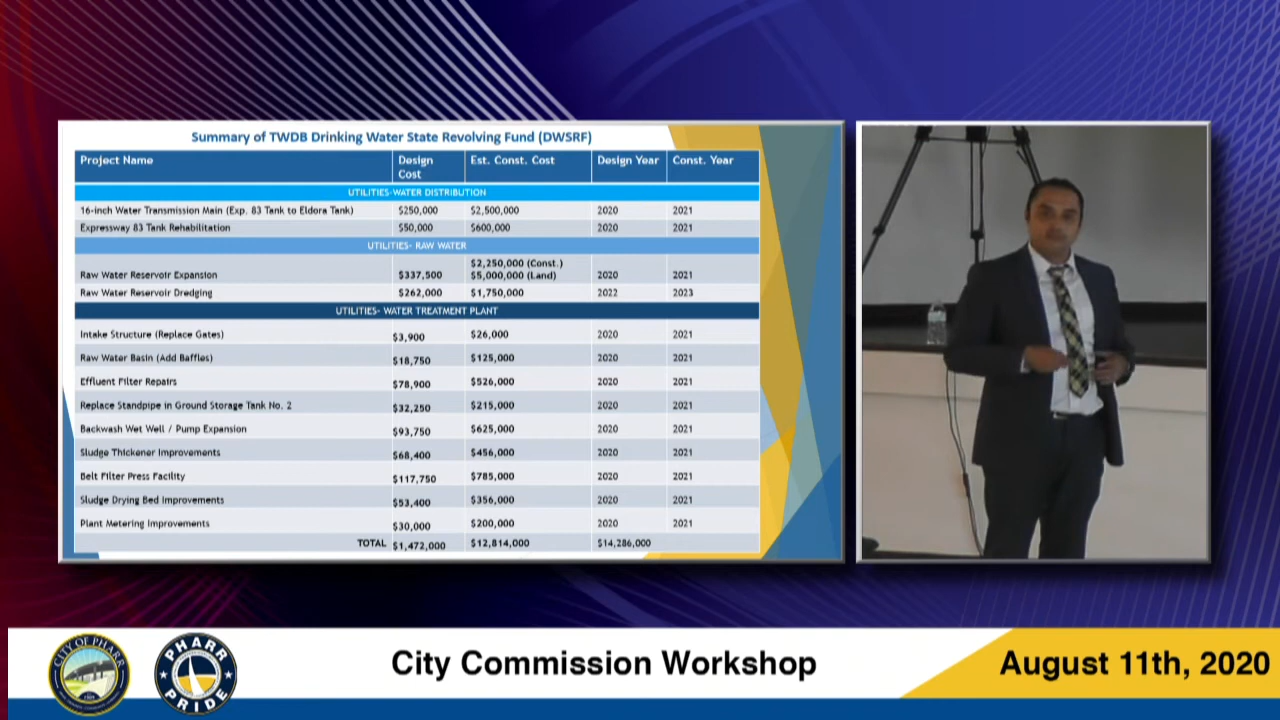 Summary of TWDB Drinking Water State Revolving Fund (DWSRF)
Project Name Design Cost Est. Const. Cost Design Year Const. Year
UTILITIES-WATER DISTRIBUTION
16-inch Water Transmission Main (Exp. 83 Tank to Eldora Tank) $250,000 $2,500,000 2020 2021
Expressway 83 Tank Rehabilitation $50,000 $600,000 2020 2021
UTILITIES- RAW WATER
Raw Water Reservoir Expansion $337,500 $2,250,000 (Const.) $5,000,000 (Land) 2020 2021
Raw Water Reservoir Dredging $262,000 $1,750,000 2022 2023
UTILITIES- WATER TREATMENT PLANT
Intake Structure (Replace Gates) $3,900 $26,000 2020 2021
Raw Water Basin (Add Baffles) $18,750 $125,000 2020 2021
Effluent Filter Repairs $78,900 $526,000 2020 2021
Replace Standpipe in Ground Storage Tank No. 2 $32,250 $215,000 2020 2021
Backwash Wet Well / Pump Expansion $93,750 $625,000 2020 2021
Sludge Thickener Improvements $68,400 $456,000 2020 2021
Belt Filter Press Facility $117,750 $785,000 2020 2021
Sludge Drying Bed Improvements $53,400 $356,000 2020 2021
Plant Metering Improvements $30,000 $200,000 2020 2021
TOTAL $1,472,000 $12,814,000 $14,286,000
CITY OF PHARR
PHARR
PRIDE
City Commission Workshop
August 11th, 2020